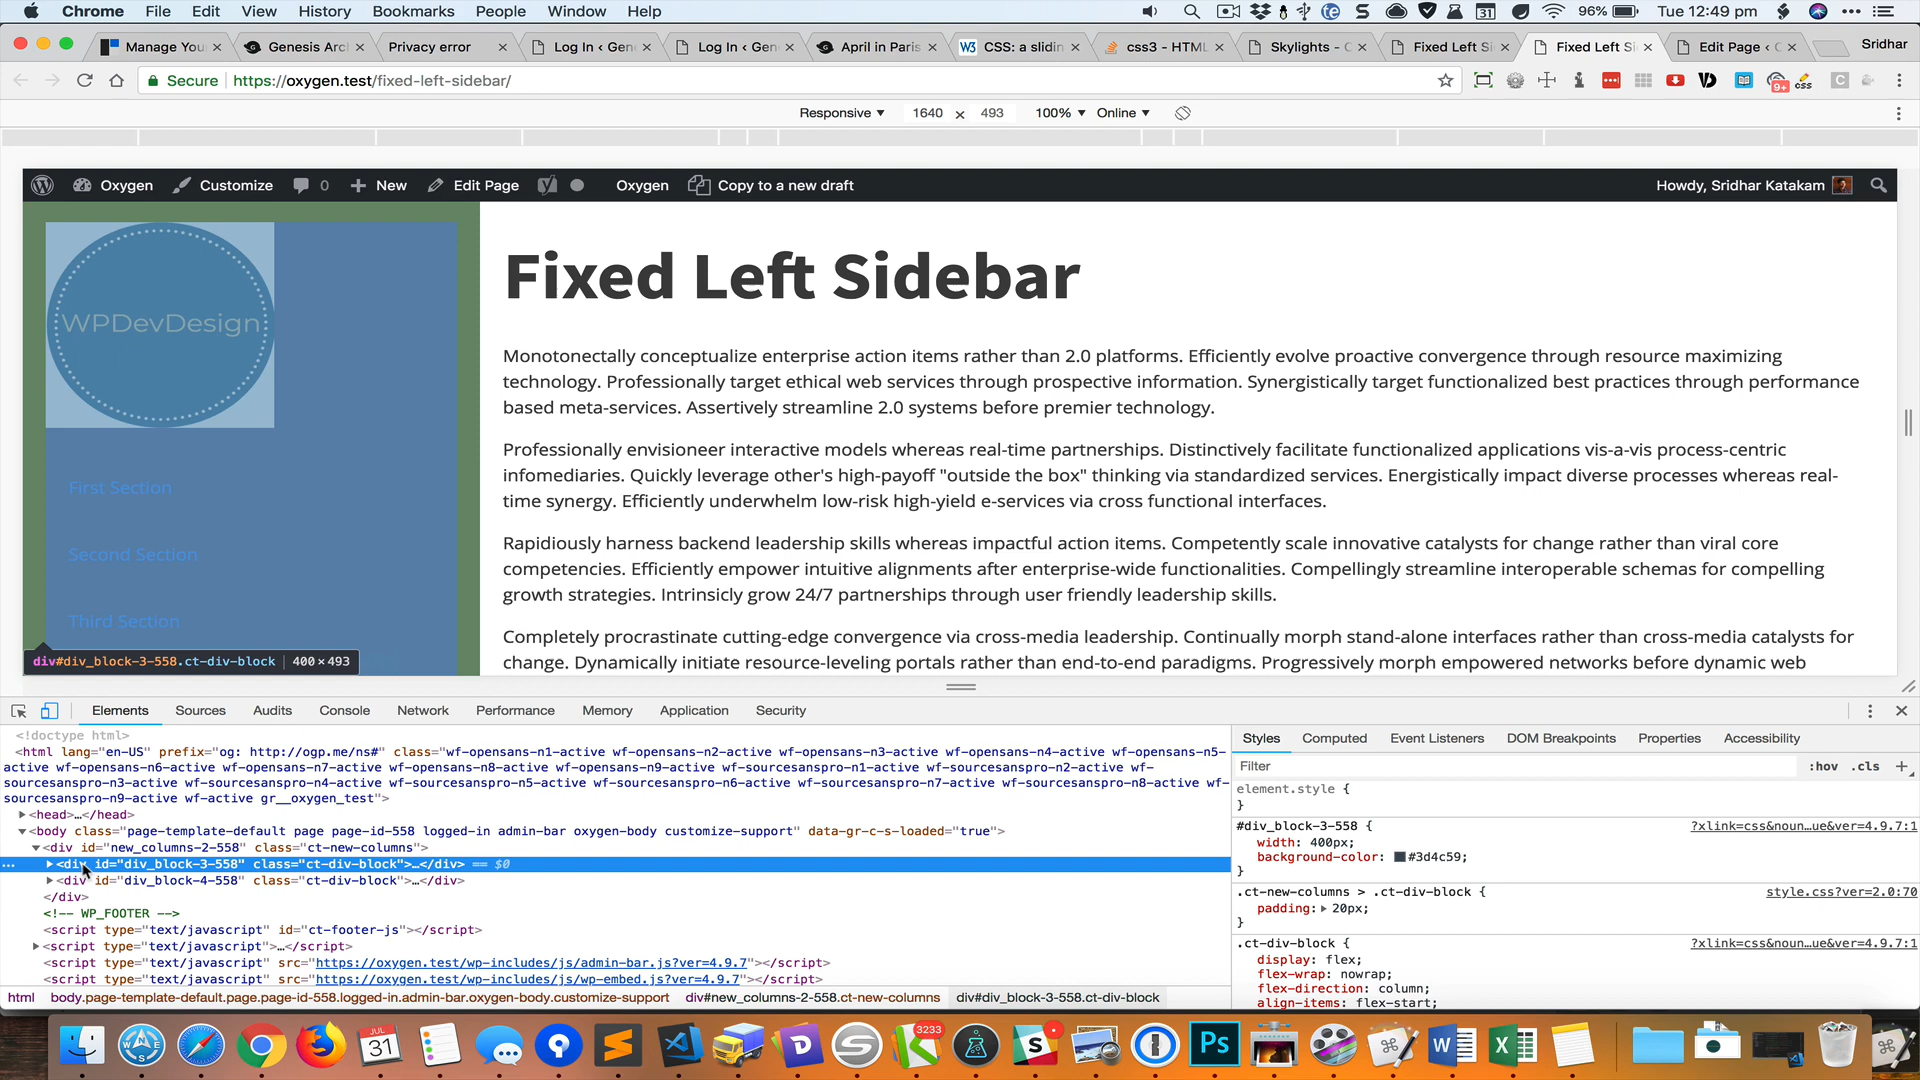 Chrome File Edit View History Bookmarks People Window Help 96% Tue 12:49 pm
Manage You Genesis Arc Privacy error Log In ‹ Gen Log In ‹ Gen April in Paris CSS: a slidin css3 - HTML Skylights - C Fixed Left Si Fixed Left Si Edit Page ‹ Sridhar
Secure https://oxygen.test/fixed-left-sidebar/
Responsive 1640 × 493 100% Online
Oxygen Customize 0 New Edit Page Oxygen Copy to a new draft Howdy, Sridhar Katakam
WPDevDesign
First Section
Second Section
Third Section
Fixed Left Sidebar
Monotonectally conceptualize enterprise action items rather than 2.0 platforms. Efficiently evolve proactive convergence through resource maximizing
technology. Professionally target ethical web services through prospective information. Synergistically target functionalized best practices through performance
based meta-services. Assertively streamline 2.0 systems before premier technology.
Professionally envisioneer interactive models whereas real-time partnerships. Distinctively facilitate functionalized applications vis-a-vis process-centric
infomediaries. Quickly leverage other's high-payoff "outside the box" thinking via standardized services. Energistically impact diverse processes whereas real-
time synergy. Efficiently underwhelm low-risk high-yield e-services via cross functional interfaces.
Rapidiously harness backend leadership skills whereas impactful action items. Competently scale innovative catalysts for change rather than viral core
competencies. Efficiently empower intuitive alignments after enterprise-wide functionalities. Compellingly streamline interoperable schemas for compelling
growth strategies. Intrinsicly grow 24/7 partnerships through user friendly leadership skills.
Completely procrastinate cutting-edge convergence via cross-media leadership. Continually morph stand-alone interfaces rather than cross-media catalysts for
change. Dynamically initiate resource-leveling portals rather than end-to-end paradigms. Progressively morph empowered networks before dynamic web
div#div_block-3-558.ct-div-block | 400×493
Elements Sources Audits Console Network Performance Memory Application Security
<!doctype html>
<html lang="en-US" prefix="og: http://ogp.me/ns#" class="wf-opensans-n1-active wf-opensans-n2-active wf-opensans-n3-active wf-opensans-n4-active wf-opensans-n5-
active wf-opensans-n6-active wf-opensans-n7-active wf-opensans-n8-active wf-opensans-n9-active wf-sourcesanspro-n1-active wf-sourcesanspro-n2-active wf-
sourcesanspro-n3-active wf-sourcesanspro-n4-active wf-sourcesanspro-n5-active wf-sourcesanspro-n6-active wf-sourcesanspro-n7-active wf-sourcesanspro-n8-active wf-
sourcesanspro-n9-active wf-active gr__oxygen_test">
<head>…</head>
<body class="page-template-default page page-id-558 logged-in admin-bar oxygen-body customize-support" data-gr-c-s-loaded="true">
<div id="new_columns-2-558" class="ct-new-columns">
… <div id="div_block-3-558" class="ct-div-block">…</div> == $0
<div id="div_block-4-558" class="ct-div-block">…</div>
</div>
<!-- WP_FOOTER -->
<script type="text/javascript" id="ct-footer-js"></script>
<script type="text/javascript">…</script>
<script type="text/javascript" src="https://oxygen.test/wp-includes/js/admin-bar.js?ver=4.9.7"></script>
<script type="text/javascript" src="https://oxygen.test/wp-includes/js/wp-embed.js?ver=4.9.7"></script>
html body.page-template-default.page.page-id-558.logged-in.admin-bar.oxygen-body.customize-support div#new_columns-2-558.ct-new-columns div#div_block-3-558.ct-div-block
Styles Computed Event Listeners DOM Breakpoints Properties Accessibility
Filter :hov .cls +
element.style {
}
#div_block-3-558 { ?xlink=css&noun…ue&ver=4.9.7:1
width: 400px;
background-color: #3d4c59;
}
.ct-new-columns > .ct-div-block { style.css?ver=2.0:70
padding: 20px;
}
.ct-div-block { ?xlink=css&noun…ue&ver=4.9.7:1
display: flex;
flex-wrap: nowrap;
flex-direction: column;
align-items: flex-start;
JUL 31 3233 Ps